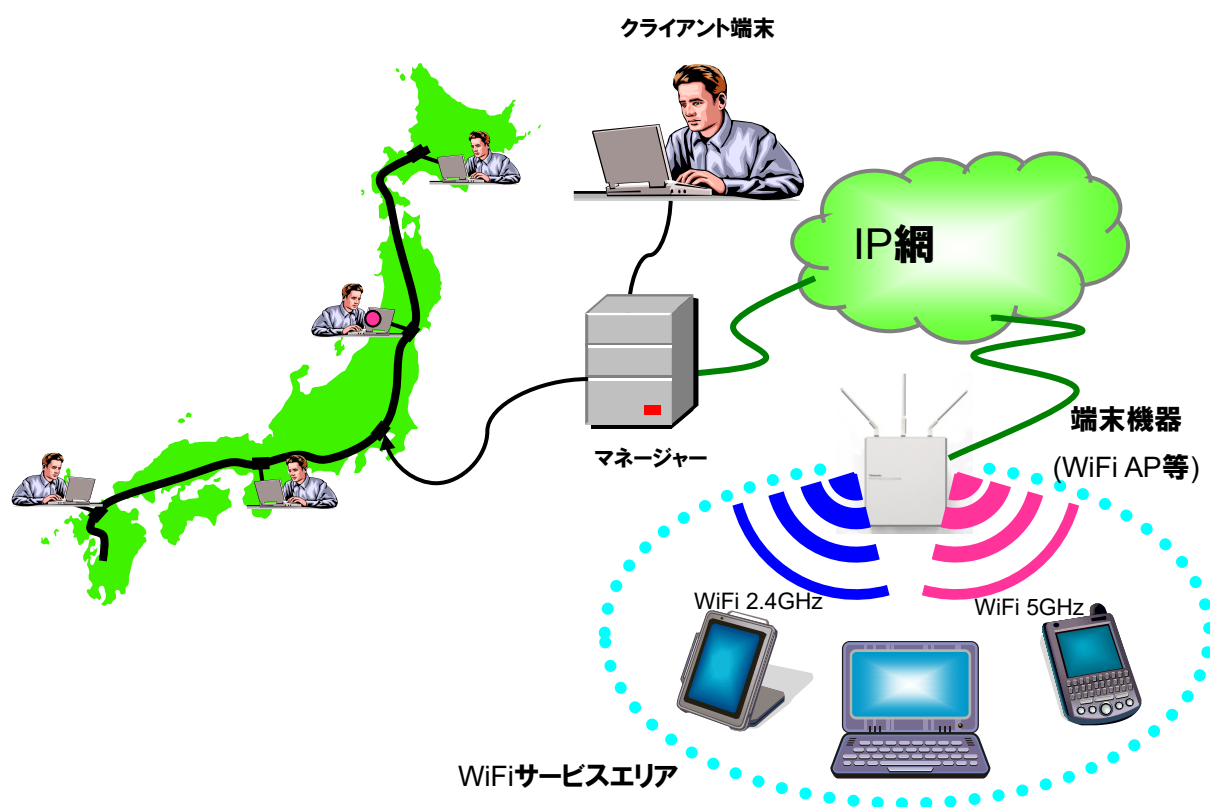 クライアント端末
IP網
マネージャー
端末機器
(WiFi AP等)
WiFi 2.4GHz
WiFi 5GHz
WiFiサービスエリア